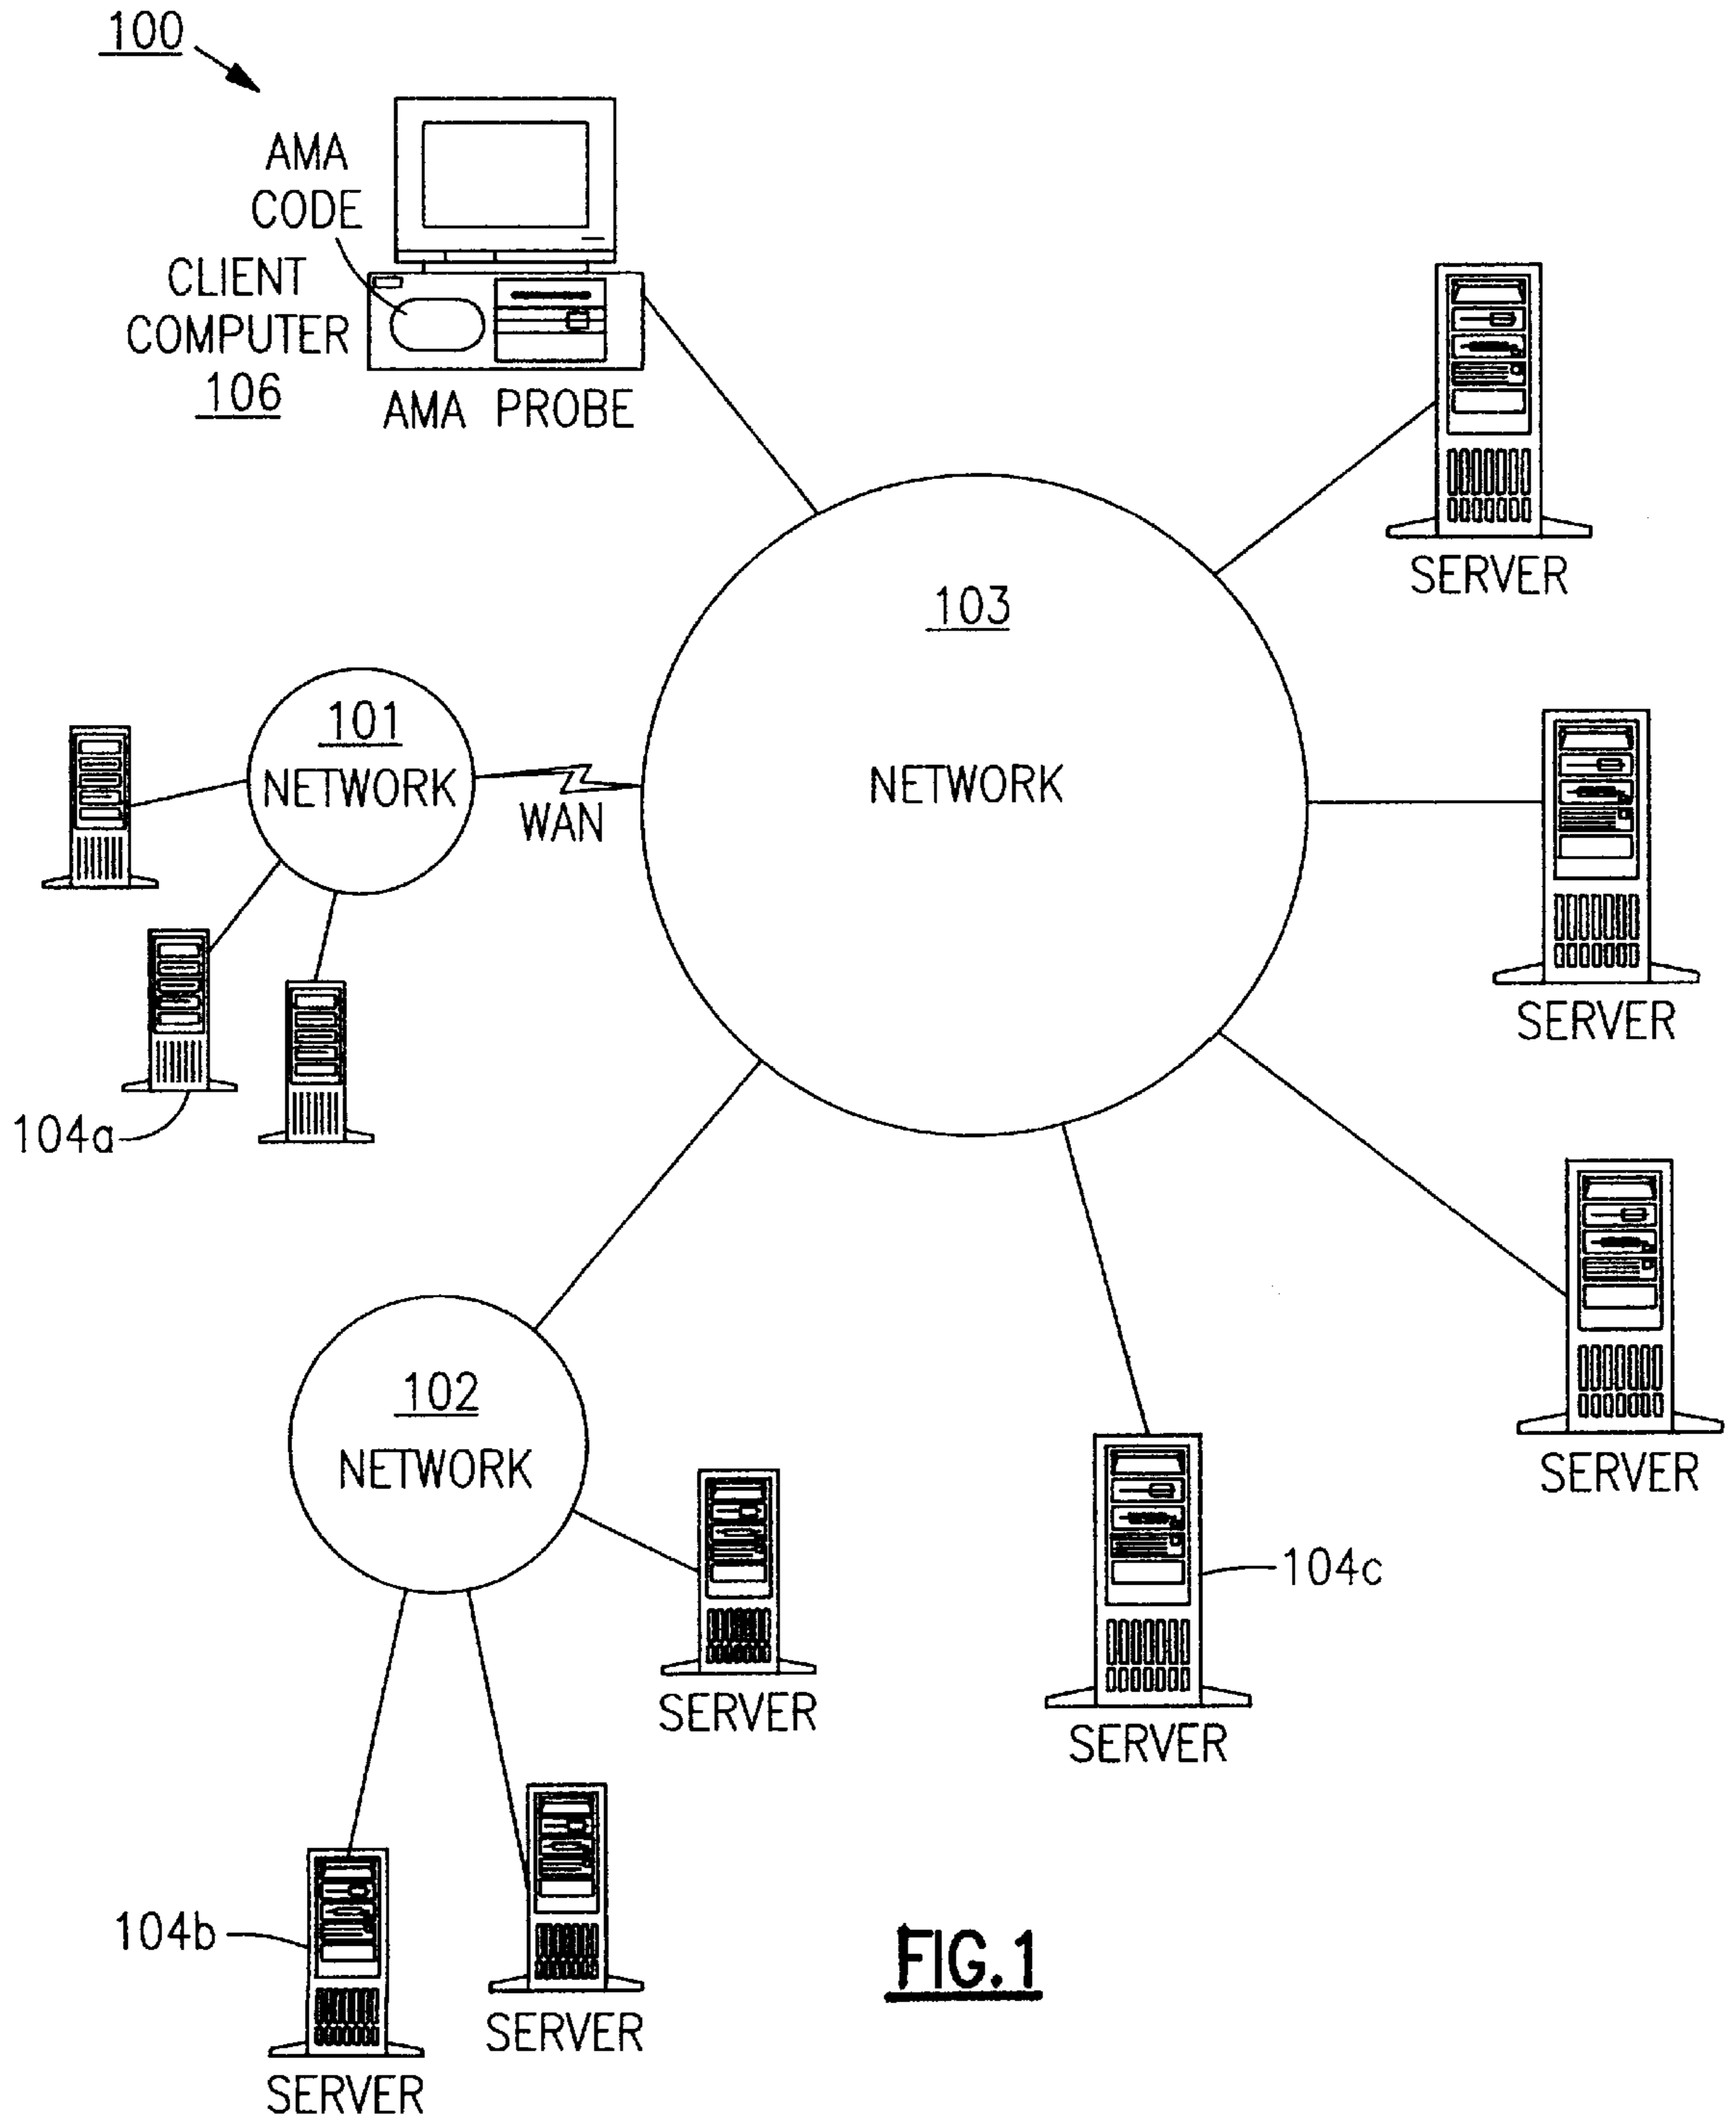 100
AMA
CODE
CLIENT
COMPUTER
106
AMA PROBE
SERVER
103
NETWORK
101
NETWORK
WAN
SERVER
104a
102
NETWORK
SERVER
104c
SERVER
SERVER
104b
SERVER
SERVER
FIG.1